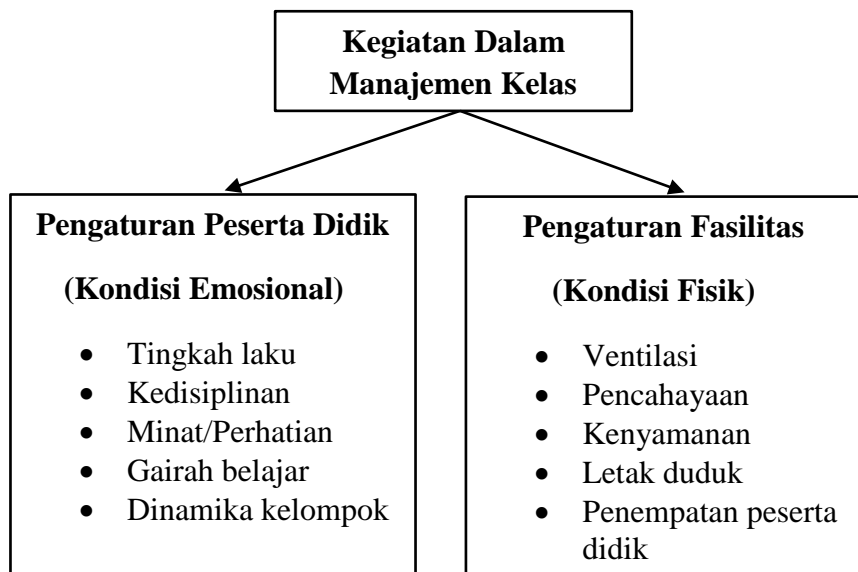 Kegiatan Dalam
Manajemen Kelas
Pengaturan Peserta Didik
(Kondisi Emosional)
• Tingkah laku
• Kedisiplinan
• Minat/Perhatian
• Gairah belajar
• Dinamika kelompok
Pengaturan Fasilitas
(Kondisi Fisik)
• Ventilasi
• Pencahayaan
• Kenyamanan
• Letak duduk
• Penempatan peserta
didik